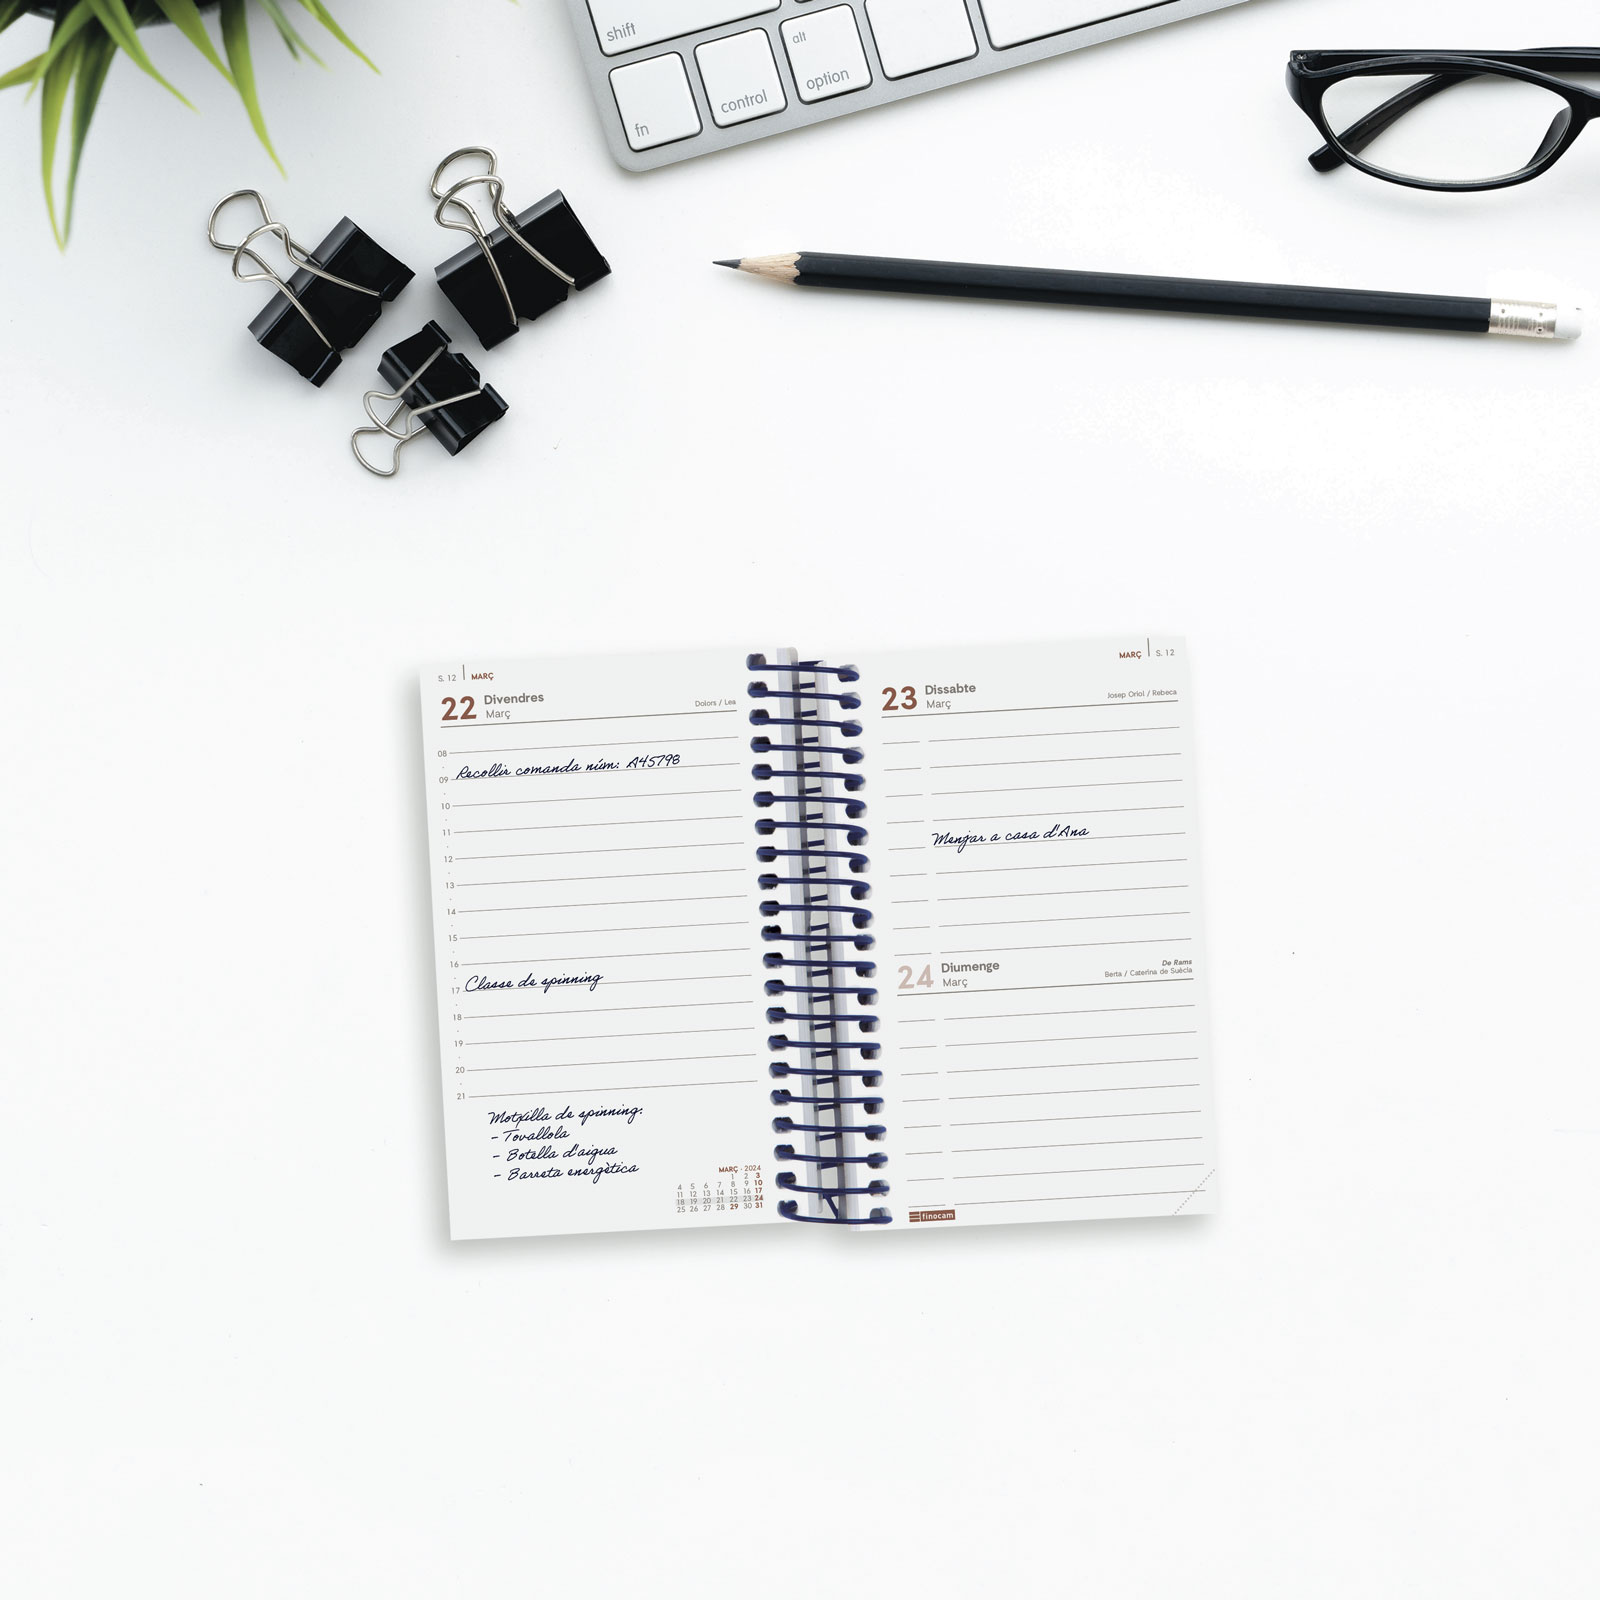 shift
alt
option
control
fn
S. 12 MARÇ
22 Divendres
Març
Dolors / Lea
08
09 Recollir comanda núm: A45798
10
11
12
13
14
15
16
17 Classe de spinning
18
19
20
21
Motxilla de spinning:
- Tovallola
- Botella d'aigua
- Barreta energètica
MARÇ · 2024
1 2 3
4 5 6 7 8 9 10
11 12 13 14 15 16 17
18 19 20 21 22 23 24
25 26 27 28 29 30 31
MARÇ S. 12
23 Dissabte
Març
Josep Oriol / Rebeca
Menjar a casa d'Ana
24 Diumenge
Març
De Rams
Berta / Caterina de Suècia
finocam